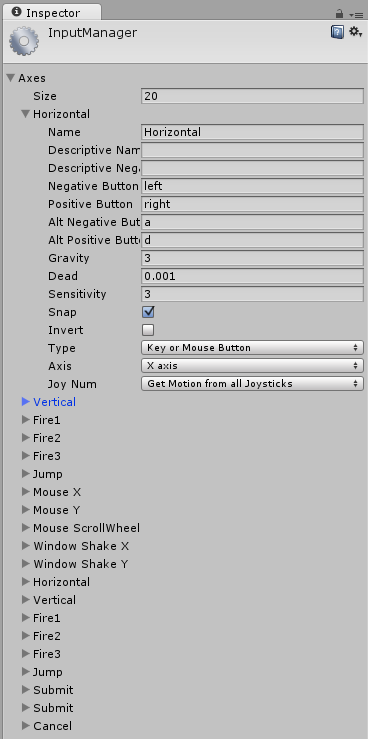 Inspector
InputManager
Axes
Size 20
Horizontal
Name Horizontal
Descriptive Nam
Descriptive Neg
Negative Button left
Positive Button right
Alt Negative But a
Alt Positive Butt d
Gravity 3
Dead 0.001
Sensitivity 3
Snap
Invert
Type Key or Mouse Button
Axis X axis
Joy Num Get Motion from all Joysticks
Vertical
Fire1
Fire2
Fire3
Jump
Mouse X
Mouse Y
Mouse ScrollWheel
Window Shake X
Window Shake Y
Horizontal
Vertical
Fire1
Fire2
Fire3
Jump
Submit
Submit
Cancel